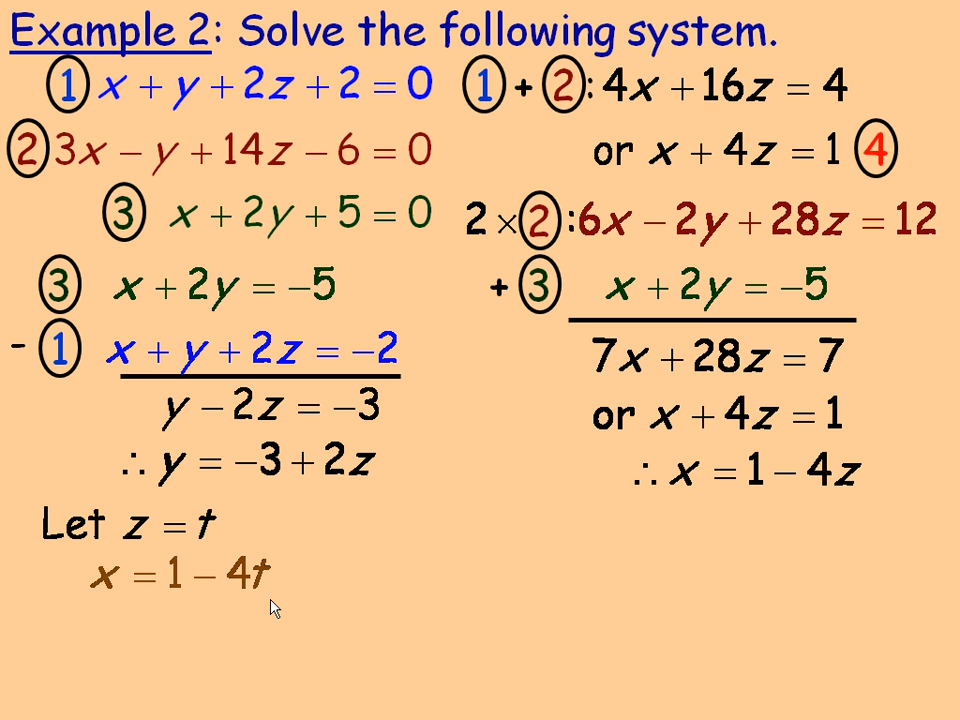 Example 2: Solve the following system.
1 x + y + 2z + 2 = 0
2 3x − y + 14z − 6 = 0
3 x + 2y + 5 = 0
3 x + 2y = −5
- 1 x + y + 2z = −2
y − 2z = −3
∴ y = −3 + 2z
Let z = t
x = 1 − 4t
1 + 2 : 4x + 16z = 4
or x + 4z = 1 4
2 × 2 : 6x − 2y + 28z = 12
+ 3 x + 2y = −5
7x + 28z = 7
or x + 4z = 1
∴ x = 1 − 4z